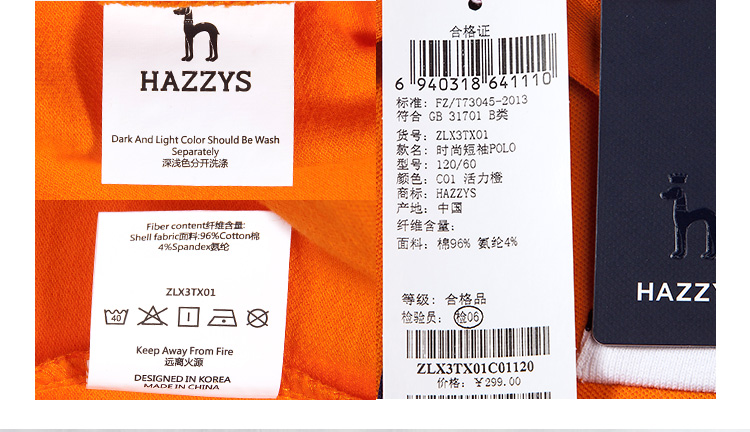 HAZZYS
Dark And Light Color Should Be Wash
Separately
深浅色分开洗涤
Fiber content纤维含量:
Shell fabric面料:96%Cotton棉
4%Spandex氨纶
ZLX3TX01
40
Keep Away From Fire
远离火源
DESIGNED IN KOREA
MADE IN CHINA
合格证
6 940318 641110
标准: FZ/T73045-2013
符合 GB 31701 B类
货号: ZLX3TX01
款名: 时尚短袖POLO
型号: 120/60
颜色: C01 活力橙
商标: HAZZYS
产地: 中国
纤维含量:
面料: 棉96% 氨纶4%
等级: 合格品
检验员: 检06
ZLX3TX01C01120
价格: ¥299.00
HAZZY